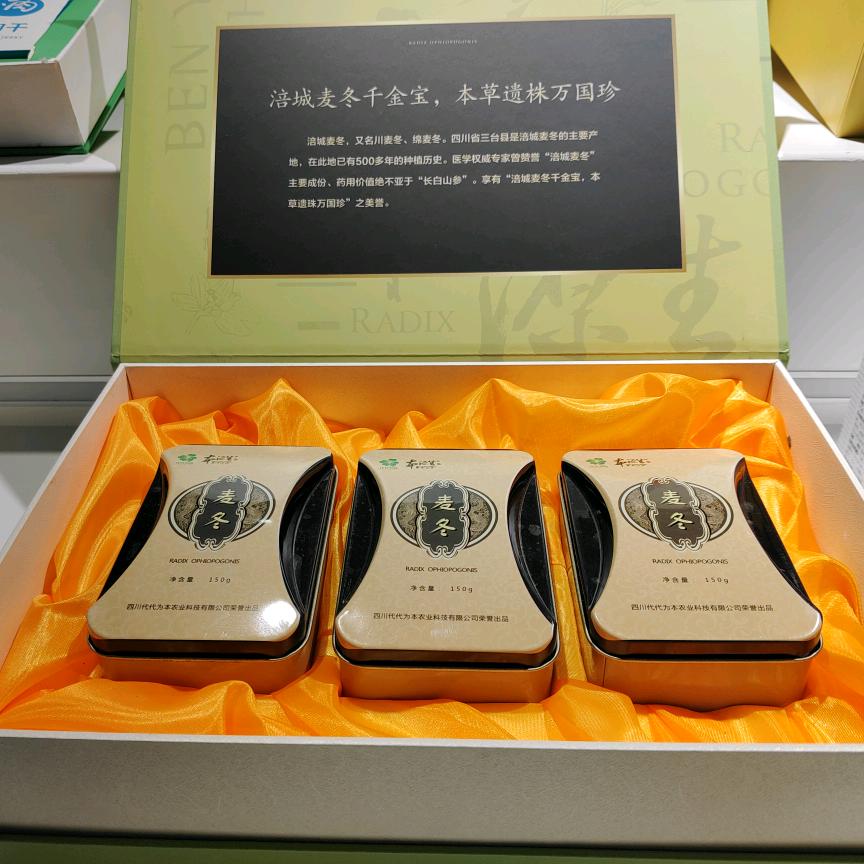 RADIX OPHIOPOGONIS
涪城麦冬千金宝，本草遗株万国珍
涪城麦冬，又名川麦冬、绵麦冬。四川省三台县是涪城麦冬的主要产
地，在此地已有500多年的种植历史。医学权威专家曾赞誉“涪城麦冬”
主要成份、药用价值绝不亚于“长白山参”。享有“涪城麦冬千金宝，本
草遗珠万国珍”之美誉。
RADIX
麦冬
RADIX OPHIOPOGONIS
净含量 150g
四川代代为本农业科技有限公司荣誉出品
麦冬
RADIX OPHIOPOGONIS
净含量： 150g
四川代代为本农业科技有限公司荣誉出品
麦冬
RADIX OPHIOPOGONIS
净含量 150g
四川代代为本农业科技有限公司荣誉出品